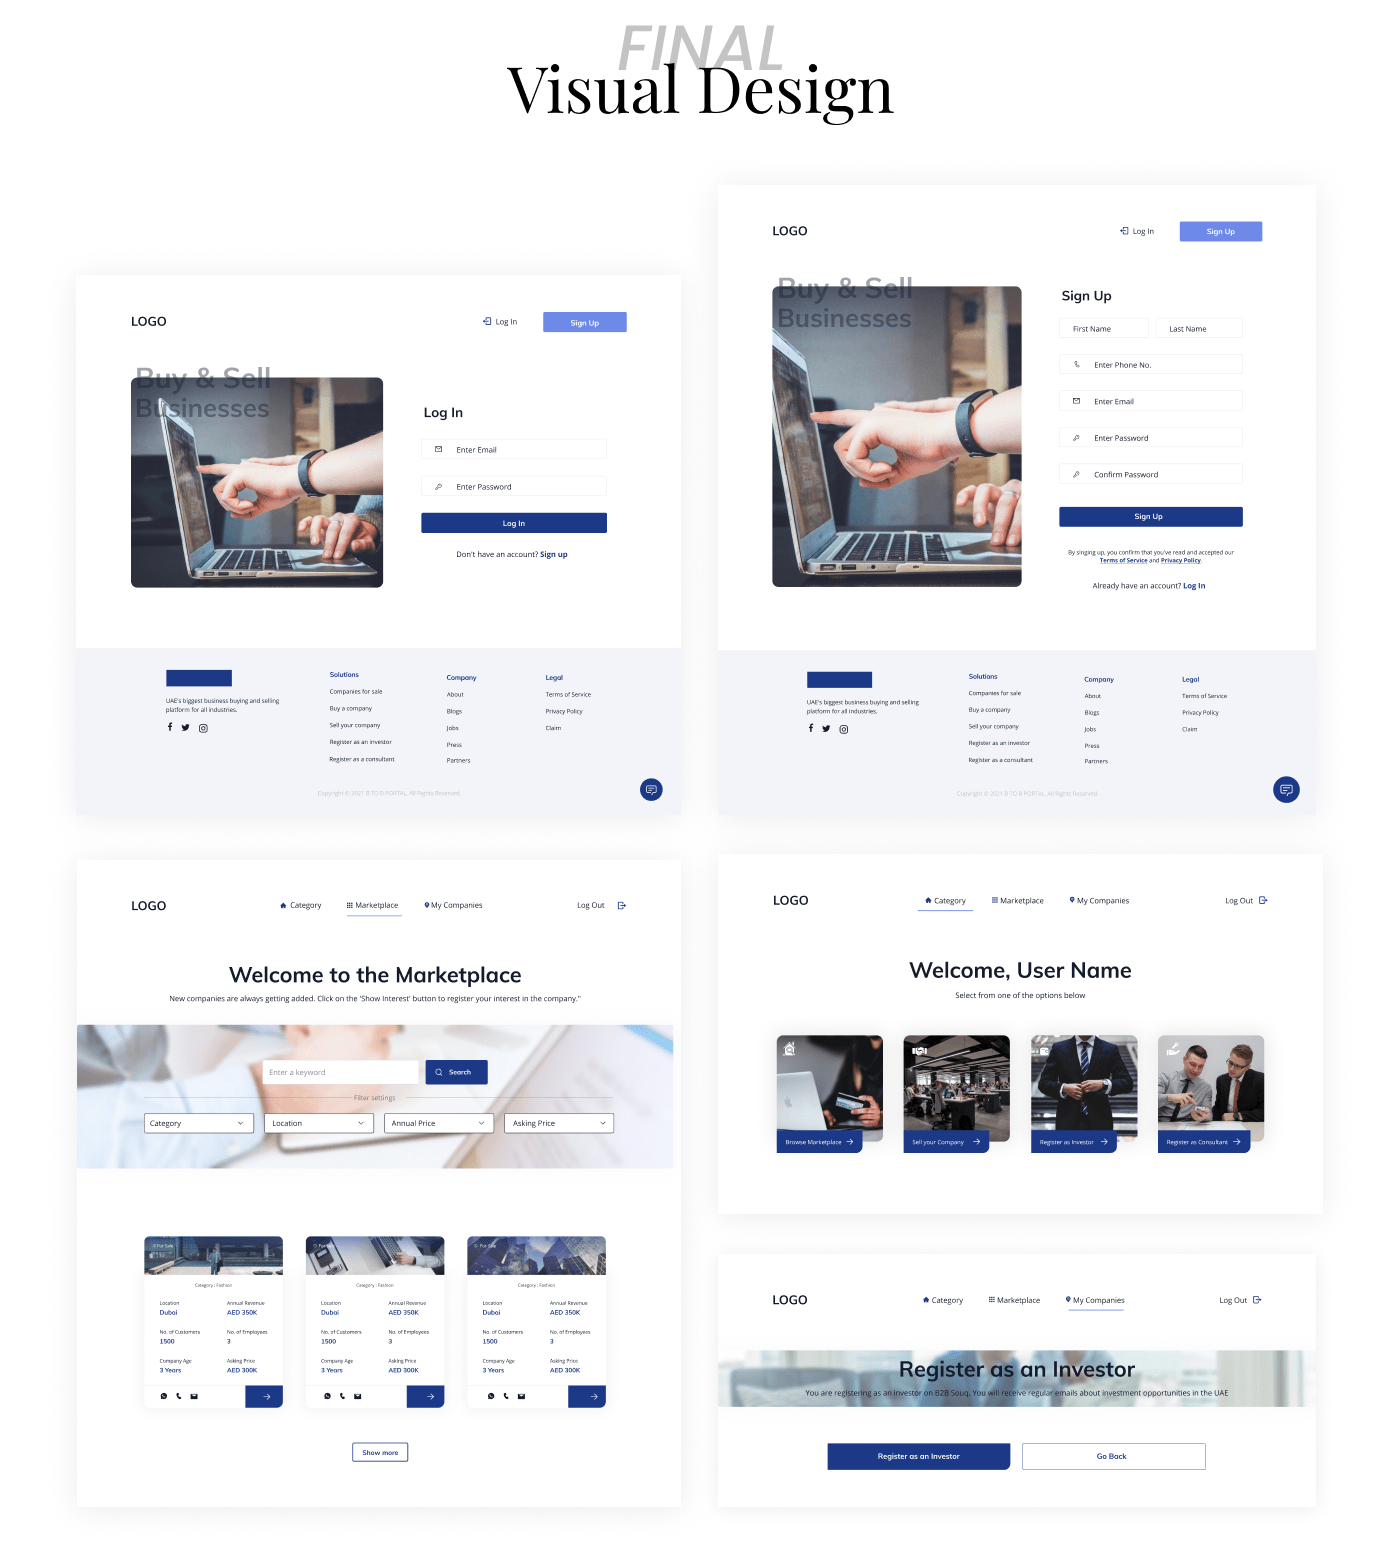 FINAL
Visual Design
LOGO
Log In
Sign Up
Buy & Sell
Businesses
Log In
Enter Email
Enter Password
Log In
Don't have an account? Sign up
UAE's biggest business buying and selling
platform for all industries.
Solutions
Companies for sale
Buy a company
Sell your company
Register as an investor
Register as a consultant
Company
About
Blogs
Jobs
Press
Partners
Legal
Terms of Service
Privacy Policy
Claim
Copyright © 2021 B TO B PORTAL, All Rights Reserved.
LOGO
Log In
Sign Up
Buy & Sell
Businesses
Sign Up
First Name
Last Name
Enter Phone No.
Enter Email
Enter Password
Confirm Password
Sign Up
By singing up, you confirm that you've read and accepted our
Terms of Service and Privacy Policy.
Already have an account? Log In
UAE's biggest business buying and selling
platform for all industries.
Solutions
Companies for sale
Buy a company
Sell your company
Register as an investor
Register as a consultant
Company
About
Blogs
Jobs
Press
Partners
Legal
Terms of Service
Privacy Policy
Claim
Copyright © 2021 B TO B PORTAL, All Rights Reserved.
LOGO
Category
Marketplace
My Companies
Log Out
Welcome to the Marketplace
New companies are always getting added. Click on the 'Show Interest' button to register your interest in the company."
Enter a keyword
Search
Filter settings
Category
Location
Annual Price
Asking Price
For Sale
Category : Fashion
Location
Annual Revenue
Dubai
AED 350K
No. of Customers
No. of Employees
1500
3
Company Age
Asking Price
3 Years
AED 300K
For Sale
Category : Fashion
Location
Annual Revenue
Dubai
AED 350K
No. of Customers
No. of Employees
1500
3
Company Age
Asking Price
3 Years
AED 300K
For Sale
Category : Fashion
Location
Annual Revenue
Dubai
AED 350K
No. of Customers
No. of Employees
1500
3
Company Age
Asking Price
3 Years
AED 300K
Show more
LOGO
Category
Marketplace
My Companies
Log Out
Welcome, User Name
Select from one of the options below
Browse Marketplace
Sell your Company
Register as Investor
Register as Consultant
LOGO
Category
Marketplace
My Companies
Log Out
Register as an Investor
You are registering as an investor on B2B Souq. You will receive regular emails about investment opportunities in the UAE
Register as an Investor
Go Back